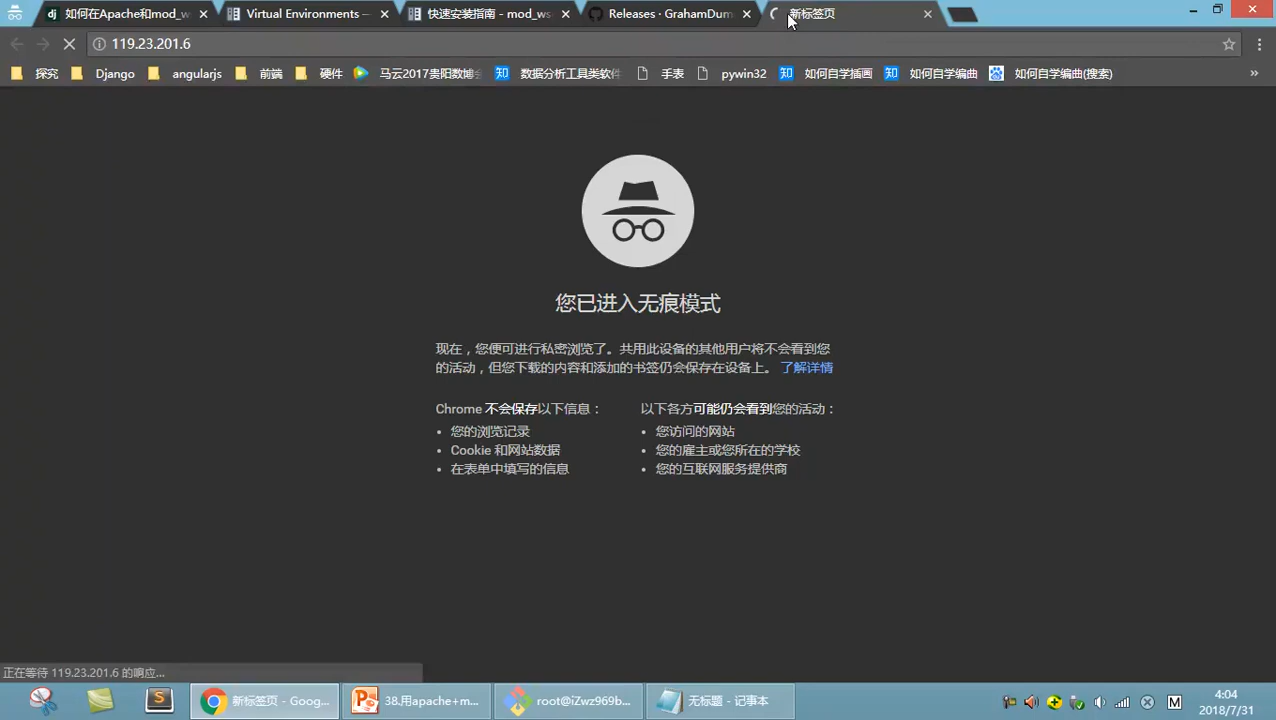 如何在Apache和mod_w
Virtual Environments —
快速安装指南 - mod_ws
Releases · GrahamDum
新标签页
119.23.201.6
探究
Django
angularjs
前端
硬件
马云2017贵阳数博会
数据分析工具类软件
手表
pywin32
知
如何自学插画
知
如何自学编曲
如何自学编曲(搜索)
您已进入无痕模式
现在，您便可进行私密浏览了。共用此设备的其他用户将不会看到您
的活动，但您下载的内容和添加的书签仍会保存在设备上。 了解详情
Chrome 不会保存以下信息：
• 您的浏览记录
• Cookie 和网站数据
• 在表单中填写的信息
以下各方可能仍会看到您的活动：
• 您访问的网站
• 您的雇主或您所在的学校
• 您的互联网服务提供商
正在等待 119.23.201.6 的响应...
新标签页 - Goog...
38.用apache+m...
root@iZwz969b...
无标题 - 记事本
M
4:04
2018/7/31